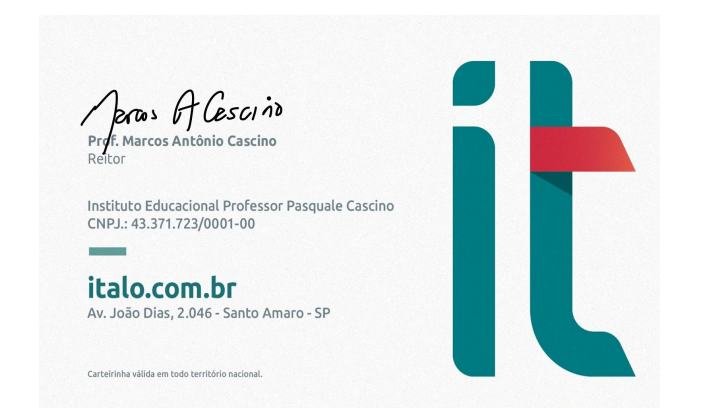 Marcos A Cascino
Prof. Marcos Antônio Cascino
Reitor
Instituto Educacional Professor Pasquale Cascino
CNPJ.: 43.371.723/0001-00
italo.com.br
Av. João Dias, 2.046 - Santo Amaro - SP
Carteirinha válida em todo território nacional.
it